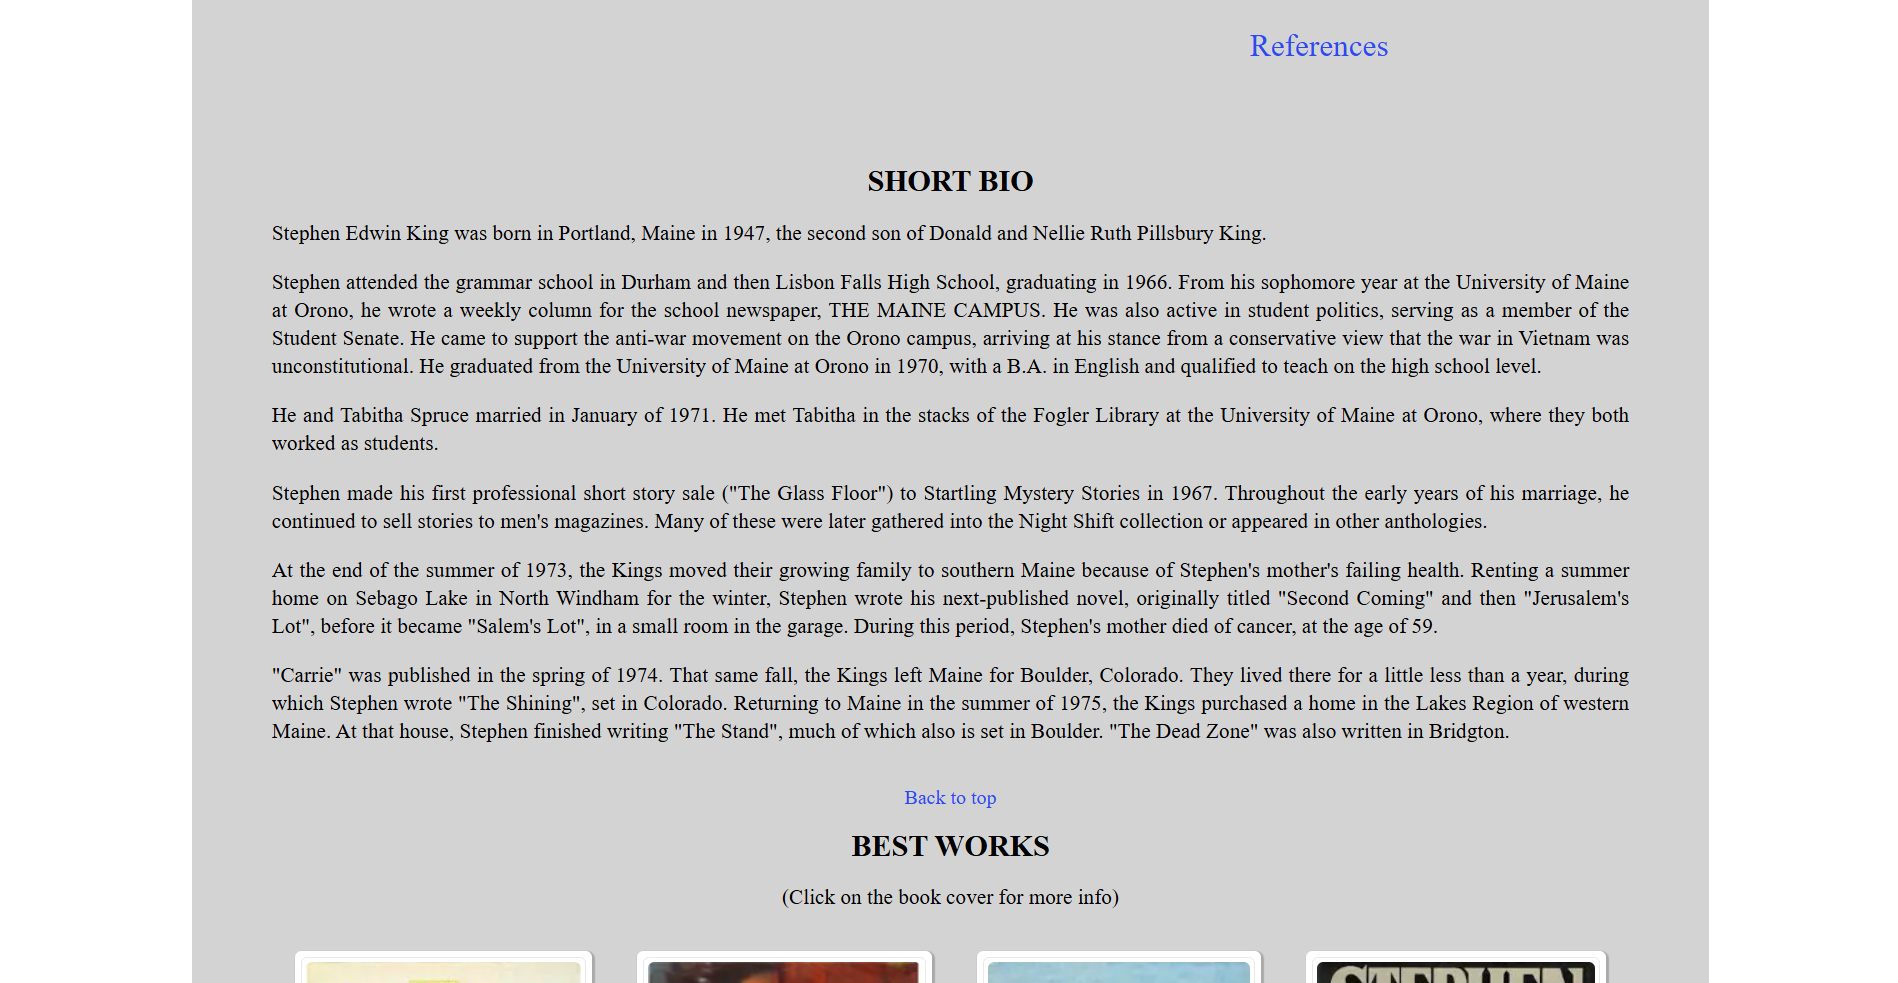 References
SHORT BIO
Stephen Edwin King was born in Portland, Maine in 1947, the second son of Donald and Nellie Ruth Pillsbury King.
Stephen attended the grammar school in Durham and then Lisbon Falls High School, graduating in 1966. From his sophomore year at the University of Maine
at Orono, he wrote a weekly column for the school newspaper, THE MAINE CAMPUS. He was also active in student politics, serving as a member of the
Student Senate. He came to support the anti-war movement on the Orono campus, arriving at his stance from a conservative view that the war in Vietnam was
unconstitutional. He graduated from the University of Maine at Orono in 1970, with a B.A. in English and qualified to teach on the high school level.
He and Tabitha Spruce married in January of 1971. He met Tabitha in the stacks of the Fogler Library at the University of Maine at Orono, where they both
worked as students.
Stephen made his first professional short story sale ("The Glass Floor") to Startling Mystery Stories in 1967. Throughout the early years of his marriage, he
continued to sell stories to men's magazines. Many of these were later gathered into the Night Shift collection or appeared in other anthologies.
At the end of the summer of 1973, the Kings moved their growing family to southern Maine because of Stephen's mother's failing health. Renting a summer
home on Sebago Lake in North Windham for the winter, Stephen wrote his next-published novel, originally titled "Second Coming" and then "Jerusalem's
Lot", before it became "Salem's Lot", in a small room in the garage. During this period, Stephen's mother died of cancer, at the age of 59.
"Carrie" was published in the spring of 1974. That same fall, the Kings left Maine for Boulder, Colorado. They lived there for a little less than a year, during
which Stephen wrote "The Shining", set in Colorado. Returning to Maine in the summer of 1975, the Kings purchased a home in the Lakes Region of western
Maine. At that house, Stephen finished writing "The Stand", much of which also is set in Boulder. "The Dead Zone" was also written in Bridgton.
Back to top
BEST WORKS
(Click on the book cover for more info)
STEPHEN